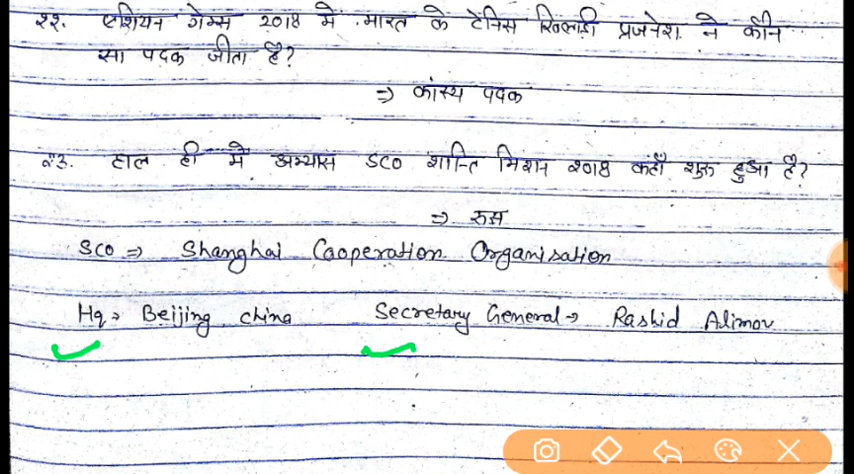 २२. एशियन गेम्स 2018 में भारत के टेनिस खिलाड़ी प्रजनेश ने कौन
सा पदक जीता है?
=> कांस्य पदक
२३. हाल ही में अभ्यास SCO शान्ति मिशन 2018 कहाँ शुरू हुआ है?
=> रूस
SCO => Shanghai Cooperation Organisation
Hq. > Beijing, china Secretary General -> Rashid Alimov